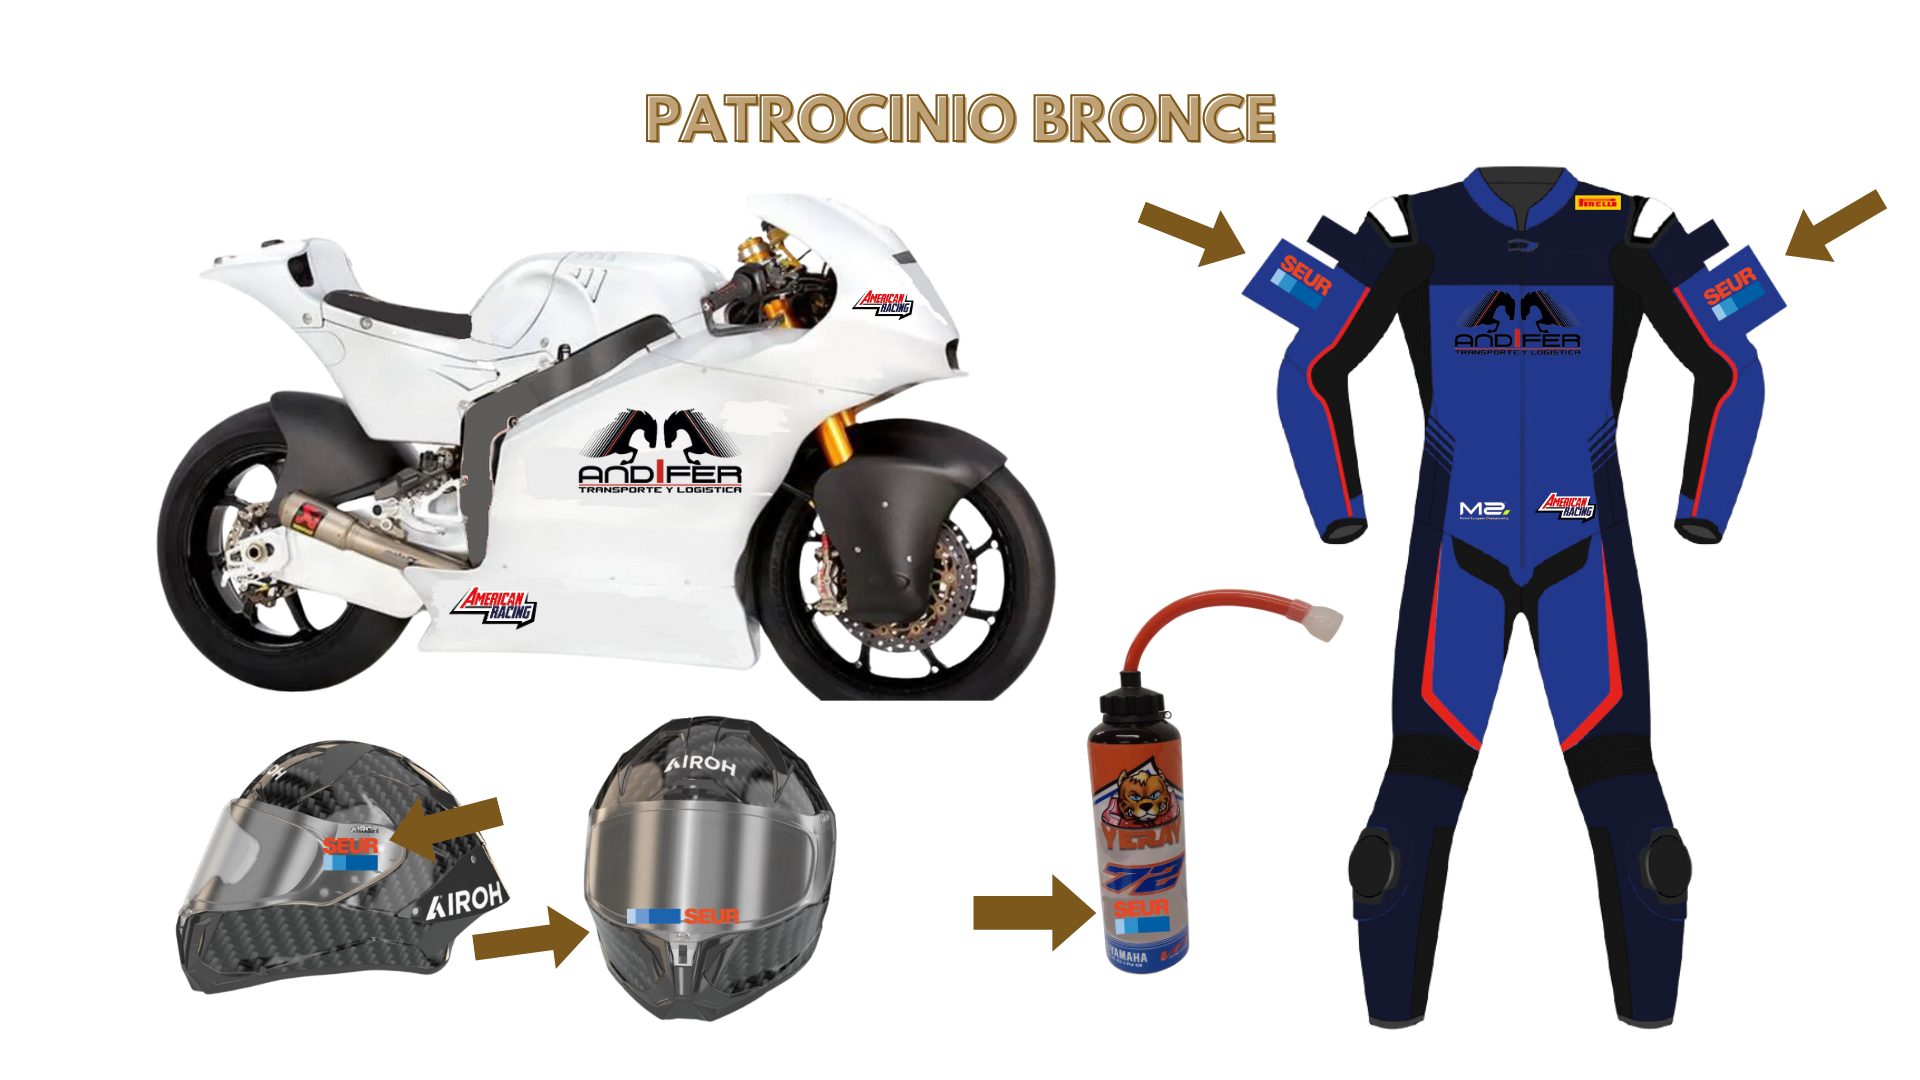 PATROCINIO BRONCE
AMERICAN
RACING
ANDIFER
TRANSPORTE Y LOGISTICA
AMERICAN
RACING
PIRELLI
SEUR
SEUR
ANDIFER
TRANSPORTE Y LOGISTICA
M2
AMERICAN
RACING
AIROH
SEUR
AIROH
AIROH
SEUR
YERAY
72
SEUR
YAMAHA
RACING